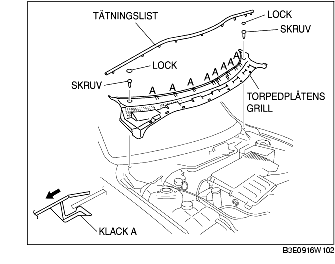 TÄTNINGSLIST
LOCK
SKRUV
LOCK
SKRUV
A
A
A
A
A
A
A
A
TORPEDPLÅTENS
GRILL
KLACK A
B3E0916W102